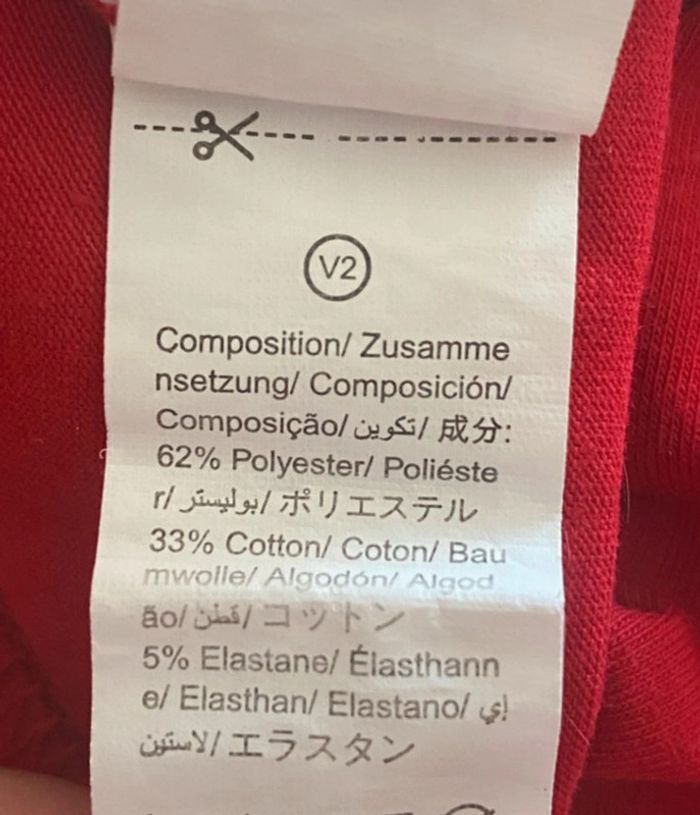 V2
Composition/ Zusamme
nsetzung/ Composición/
Composição/ تكوين/ 成分:
62% Polyester/ Poliéste
r/ بوليستر/ ポリエステル
33% Cotton/ Coton/ Bau
mwolle/ Algodón/ Algod
ão/ قطن/ コットン
5% Elastane/ Élasthann
e/ Elasthan/ Elastano/ إي
لاستون/ エラスタン